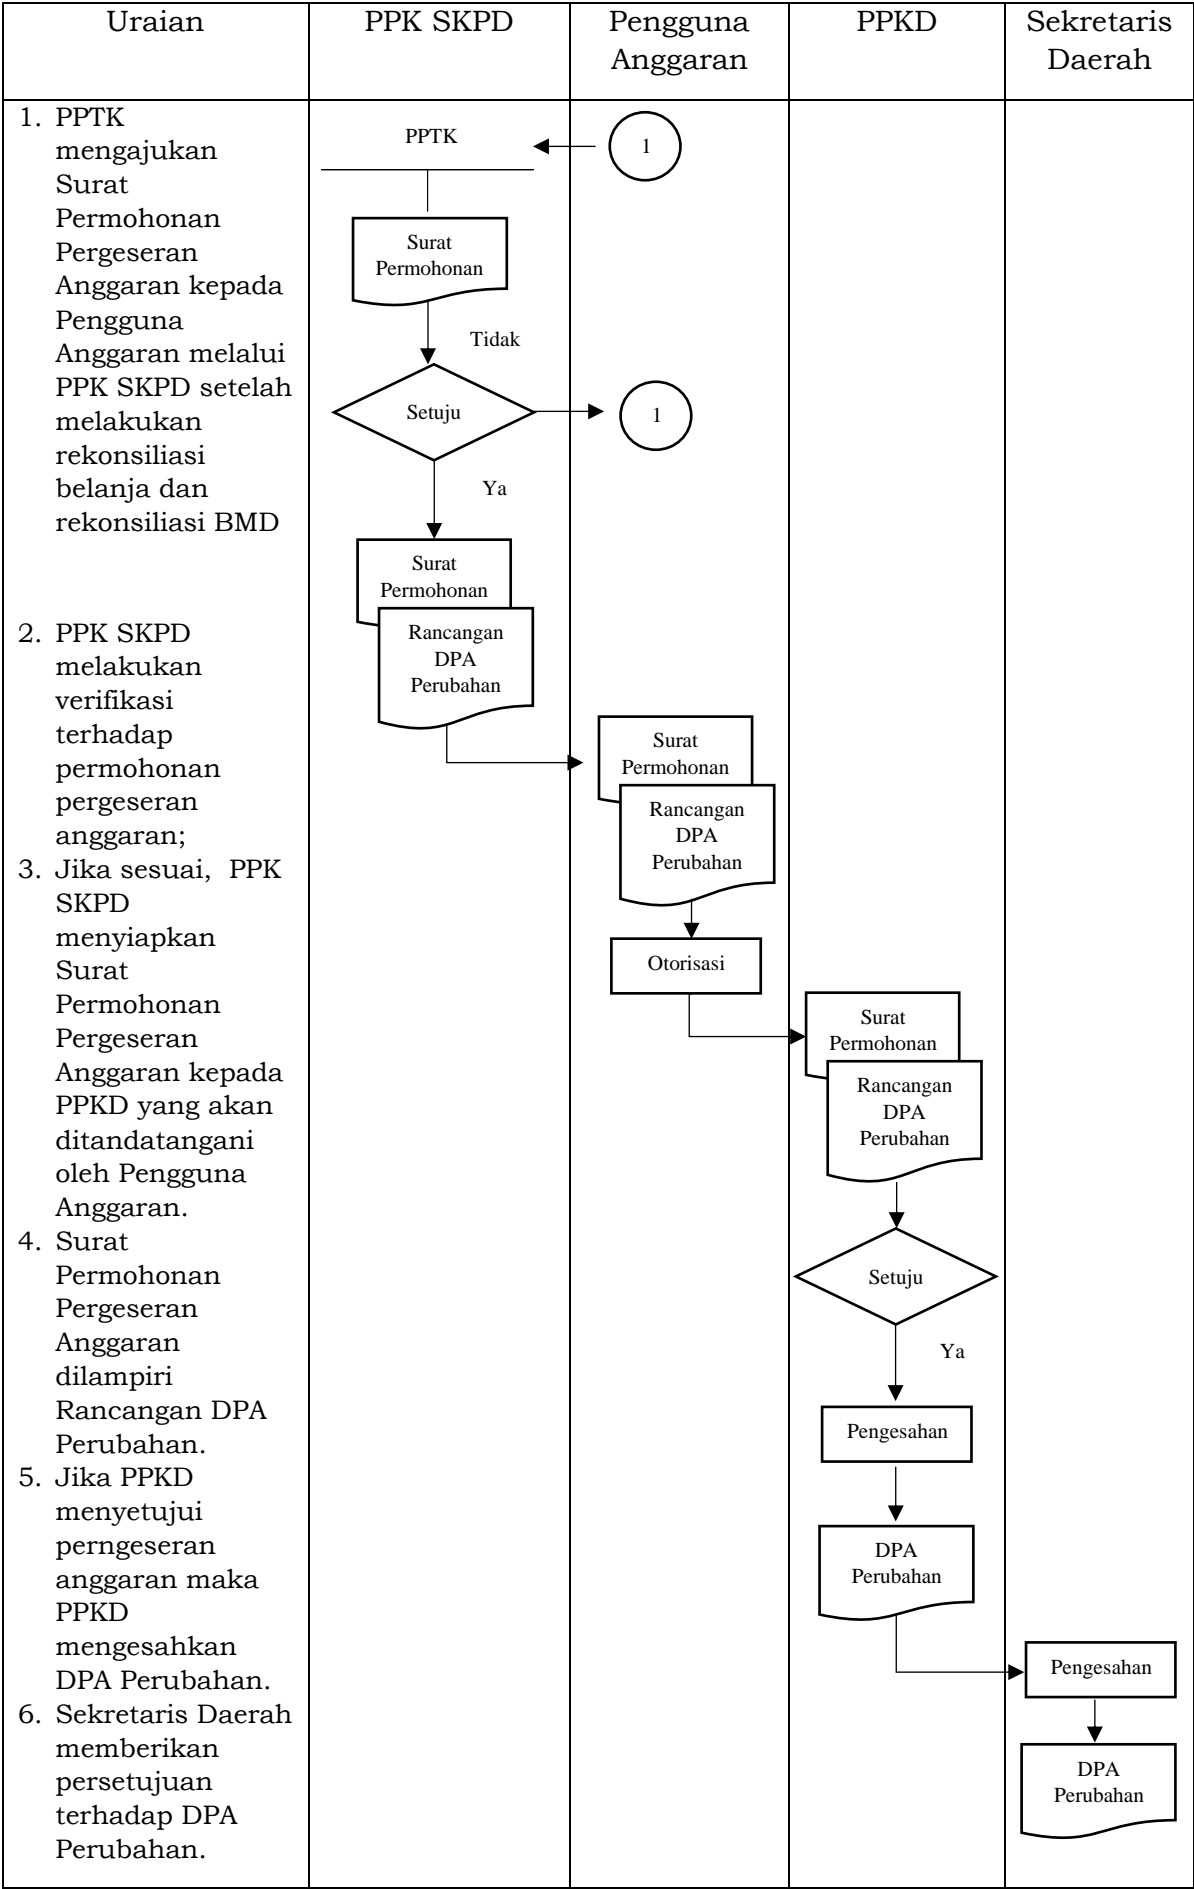 Uraian
PPK SKPD
Pengguna
Anggaran
PPKD
Sekretaris
Daerah
1. PPTK
mengajukan
Surat
Permohonan
Pergeseran
Anggaran kepada
Pengguna
Anggaran melalui
PPK SKPD setelah
melakukan
rekonsiliasi
belanja dan
rekonsiliasi BMD
2. PPK SKPD
melakukan
verifikasi
terhadap
permohonan
pergeseran
anggaran;
3. Jika sesuai, PPK
SKPD
menyiapkan
Surat
Permohonan
Pergeseran
Anggaran kepada
PPKD yang akan
ditandatangani
oleh Pengguna
Anggaran.
4. Surat
Permohonan
Pergeseran
Anggaran
dilampiri
Rancangan DPA
Perubahan.
5. Jika PPKD
menyetujui
perngeseran
anggaran maka
PPKD
mengesahkan
DPA Perubahan.
6. Sekretaris Daerah
memberikan
persetujuan
terhadap DPA
Perubahan.
PPTK
1
Surat
Permohonan
Tidak
Setuju
1
Ya
Surat
Permohonan
Rancangan
DPA
Perubahan
Surat
Permohonan
Rancangan
DPA
Perubahan
Otorisasi
Surat
Permohonan
Rancangan
DPA
Perubahan
Setuju
Ya
Pengesahan
DPA
Perubahan
Pengesahan
DPA
Perubahan